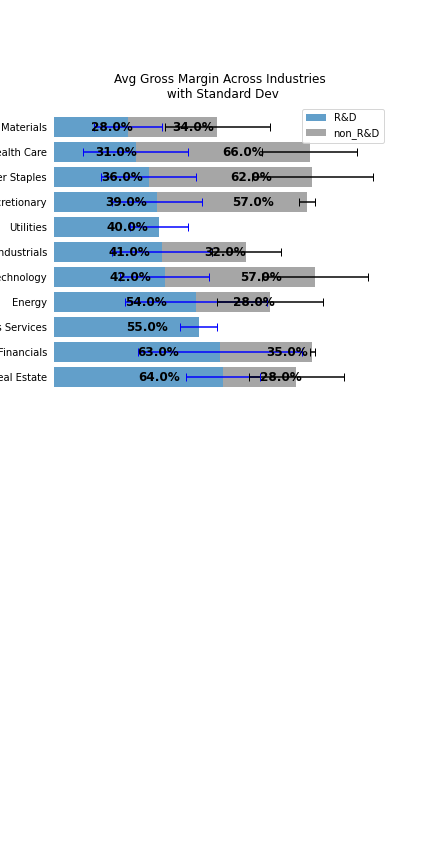 Avg Gross Margin Across Industries
with Standard Dev
R&D
non_R&D
Materials 28.0% 34.0%
ealth Care 31.0% 66.0%
er Staples 36.0% 62.0%
cretionary 39.0% 57.0%
Utilities 40.0%
ndustrials 41.0% 32.0%
echnology 42.0% 57.0%
Energy 54.0% 28.0%
s Services 55.0%
Financials 63.0% 35.0%
eal Estate 64.0% 28.0%